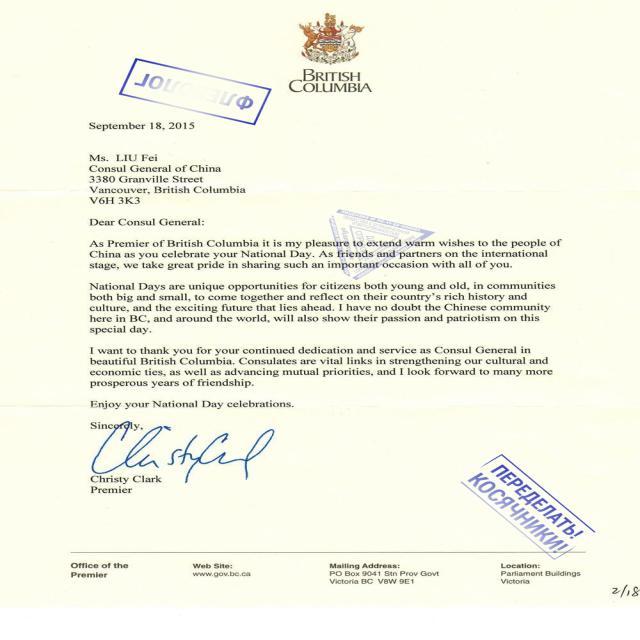 BRITISH
COLUMBIA
September 18, 2015
Ms. LIU Fei
Consul General of China
3380 Granville Street
Vancouver, British Columbia
V6H 3K3
Dear Consul General:
As Premier of British Columbia it is my pleasure to extend warm wishes to the people of
China as you celebrate your National Day. As friends and partners on the international
stage, we take great pride in sharing such an important occasion with all of you.
National Days are unique opportunities for citizens both young and old, in communities
both big and small, to come together and reflect on their country's rich history and
culture, and the exciting future that lies ahead. I have no doubt the Chinese community
here in BC, and around the world, will also show their passion and patriotism on this
special day.
I want to thank you for your continued dedication and service as Consul General in
beautiful British Columbia. Consulates are vital links in strengthening our cultural and
economic ties, as well as advancing mutual priorities, and I look forward to many more
prosperous years of friendship.
Enjoy your National Day celebrations.
Sincerely,
Christy Clark
Christy Clark
Premier
ПЕРЕДЕЛАТЬ!
КОСЯЧНИКИ!
Office of the
Premier
Web Site:
www.gov.bc.ca
Mailing Address:
PO Box 9041 Stn Prov Govt
Victoria BC V8W 9E1
Location:
Parliament Buildings
Victoria
2/18